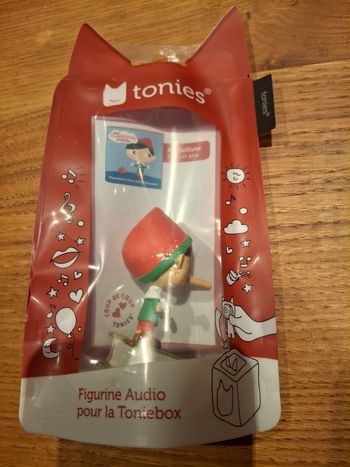 tonies®
tonies®
Audiolivre
COUP DE CŒUR
TONIES®
Figurine Audio
pour la Toniebox